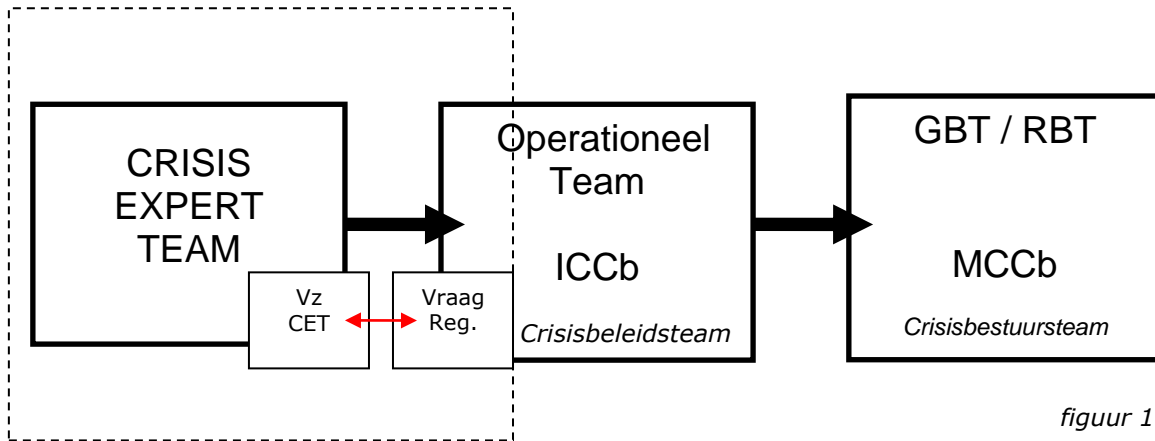 CRISIS
EXPERT
TEAM
Vz
CET
Vraag
Reg.
Operationeel
Team
ICCb
Crisisbeleidsteam
GBT / RBT
MCCb
Crisisbestuursteam
figuur 1